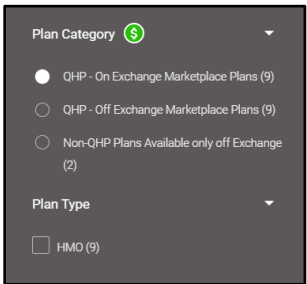 Plan Category $
QHP - On Exchange Marketplace Plans (9)
QHP - Off Exchange Marketplace Plans (9)
Non-QHP Plans Available only off Exchange
(2)
Plan Type
HMO (9)